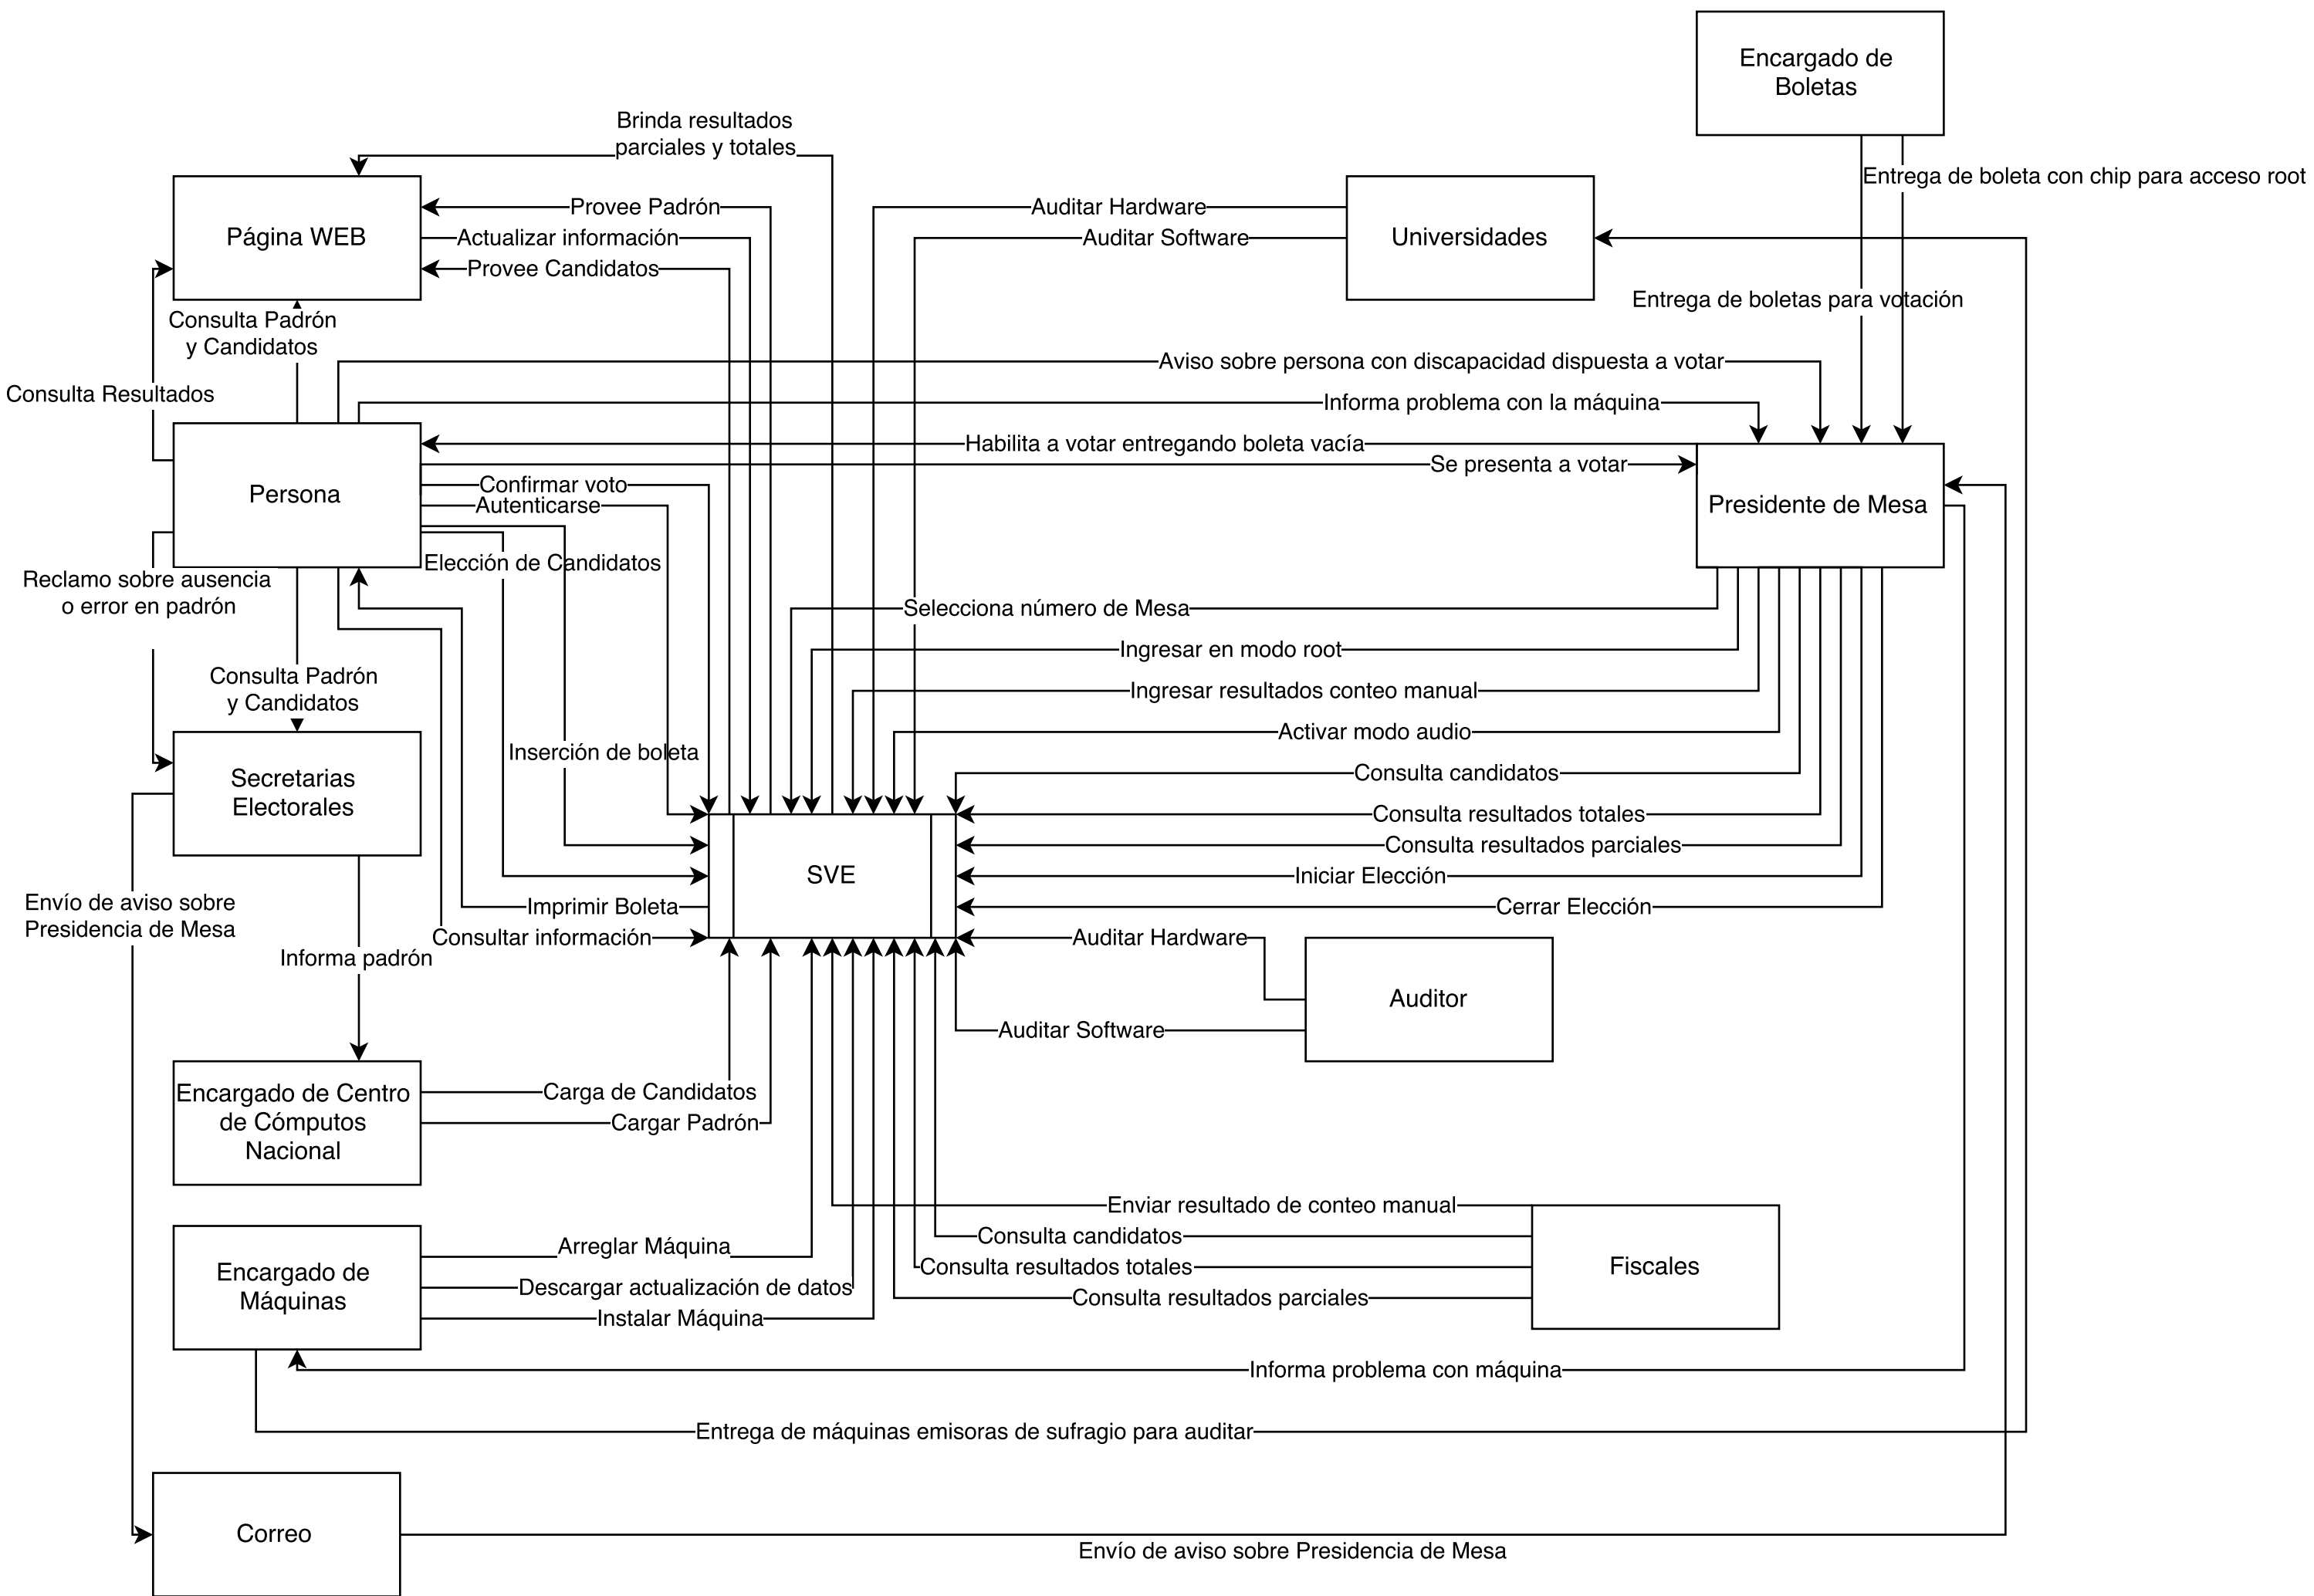 Encargado de
Boletas
Brinda resultados
parciales y totales
Entrega de boleta con chip para acceso root
Provee Padrón
Auditar Hardware
Página WEB
Actualizar información
Auditar Software
Universidades
Provee Candidatos
Entrega de boletas para votación
Consulta Padrón
y Candidatos
Aviso sobre persona con discapacidad dispuesta a votar
Consulta Resultados
Informa problema con la máquina
Habilita a votar entregando boleta vacía
Se presenta a votar
Confirmar voto
Persona
Autenticarse
Presidente de Mesa
Elección de Candidatos
Reclamo sobre ausencia
o error en padrón
Selecciona número de Mesa
Ingresar en modo root
Consulta Padrón
y Candidatos
Ingresar resultados conteo manual
Activar modo audio
Inserción de boleta
Secretarias
Electorales
Consulta candidatos
Consulta resultados totales
Consulta resultados parciales
SVE
Iniciar Elección
Envío de aviso sobre
Presidencia de Mesa
Imprimir Boleta
Cerrar Elección
Consultar información
Auditar Hardware
Informa padrón
Auditor
Auditar Software
Encargado de Centro
de Cómputos
Nacional
Carga de Candidatos
Cargar Padrón
Enviar resultado de conteo manual
Arreglar Máquina
Consulta candidatos
Encargado de
Máquinas
Consulta resultados totales
Fiscales
Descargar actualización de datos
Consulta resultados parciales
Instalar Máquina
Informa problema con máquina
Entrega de máquinas emisoras de sufragio para auditar
Correo
Envío de aviso sobre Presidencia de Mesa